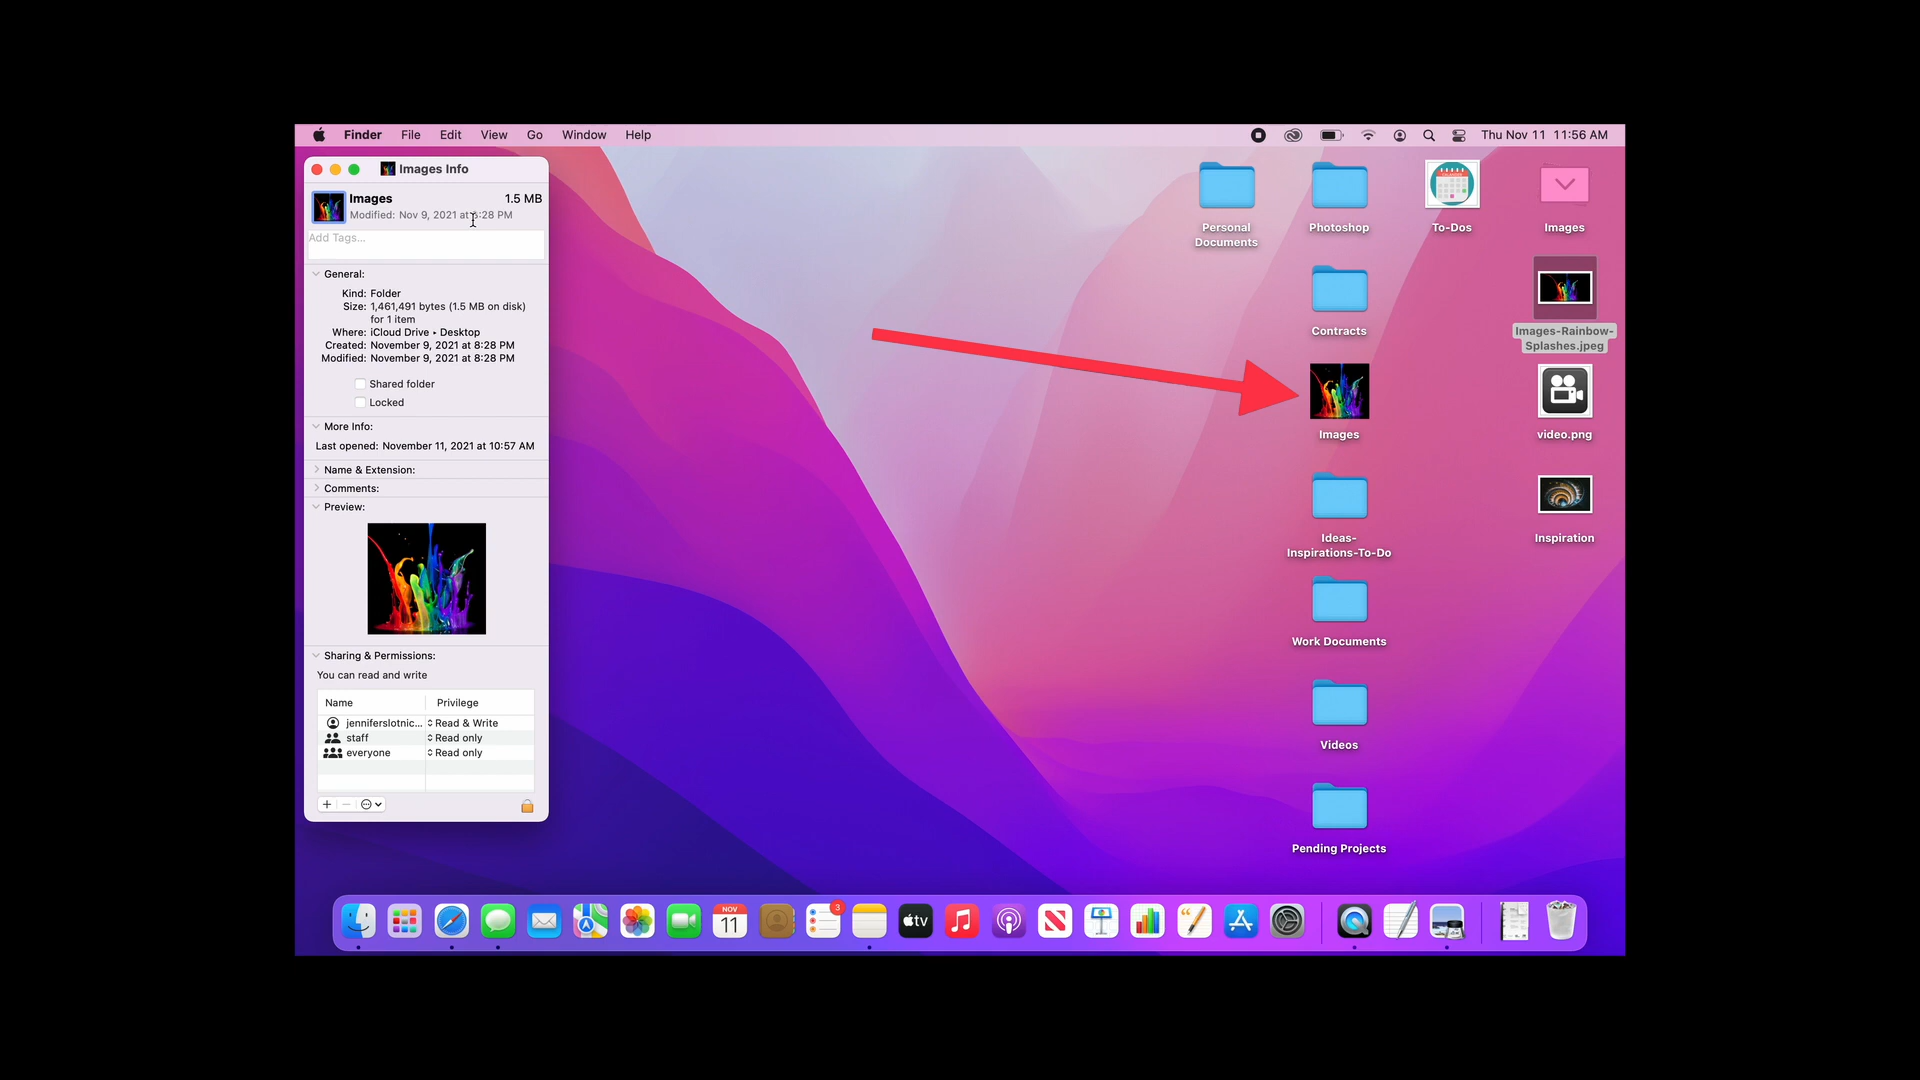 Finder File Edit View Go Window Help Thu Nov 11 11:56 AM
Images Info
Images 1.5 MB
Modified: Nov 9, 2021 at 8:28 PM
Add Tags...
General:
Kind: Folder
Size: 1,461,491 bytes (1.5 MB on disk)
for 1 item
Where: iCloud Drive ▸ Desktop
Created: November 9, 2021 at 8:28 PM
Modified: November 9, 2021 at 8:28 PM
Shared folder
Locked
More Info:
Last opened: November 11, 2021 at 10:57 AM
Name & Extension:
Comments:
Preview:
Sharing & Permissions:
You can read and write
Name Privilege
jenniferslotnic... Read & Write
staff Read only
everyone Read only
Personal
Documents
Photoshop
To-Dos
Images
Contracts
Images-Rainbow-
Splashes.jpeg
Images
video.png
Ideas-
Inspirations-To-Do
Inspiration
Work Documents
Videos
Pending Projects
NOV
11
3
tv